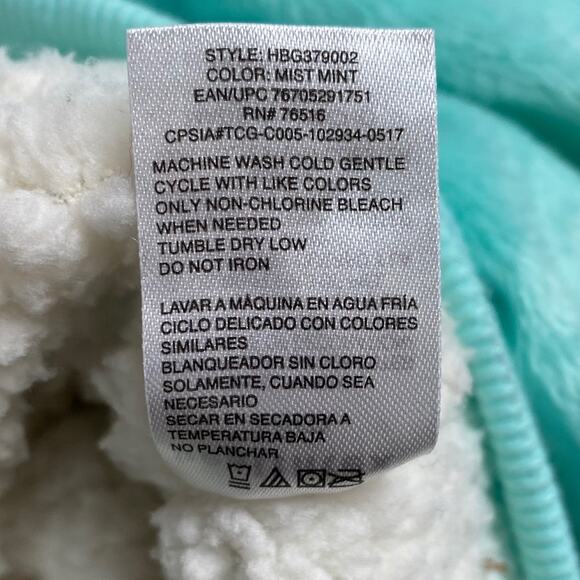 STYLE: HBG379002
COLOR: MIST MINT
EAN/UPC 76705291751
RN# 76516
CPSIA#TCG-C005-102934-0517
MACHINE WASH COLD GENTLE
CYCLE WITH LIKE COLORS
ONLY NON-CHLORINE BLEACH
WHEN NEEDED
TUMBLE DRY LOW
DO NOT IRON
LAVAR A MÁQUINA EN AGUA FRÍA
CICLO DELICADO CON COLORES
SIMILARES
BLANQUEADOR SIN CLORO
SOLAMENTE, CUANDO SEA
NECESARIO
SECAR EN SECADORA A
TEMPERATURA BAJA
NO PLANCHAR